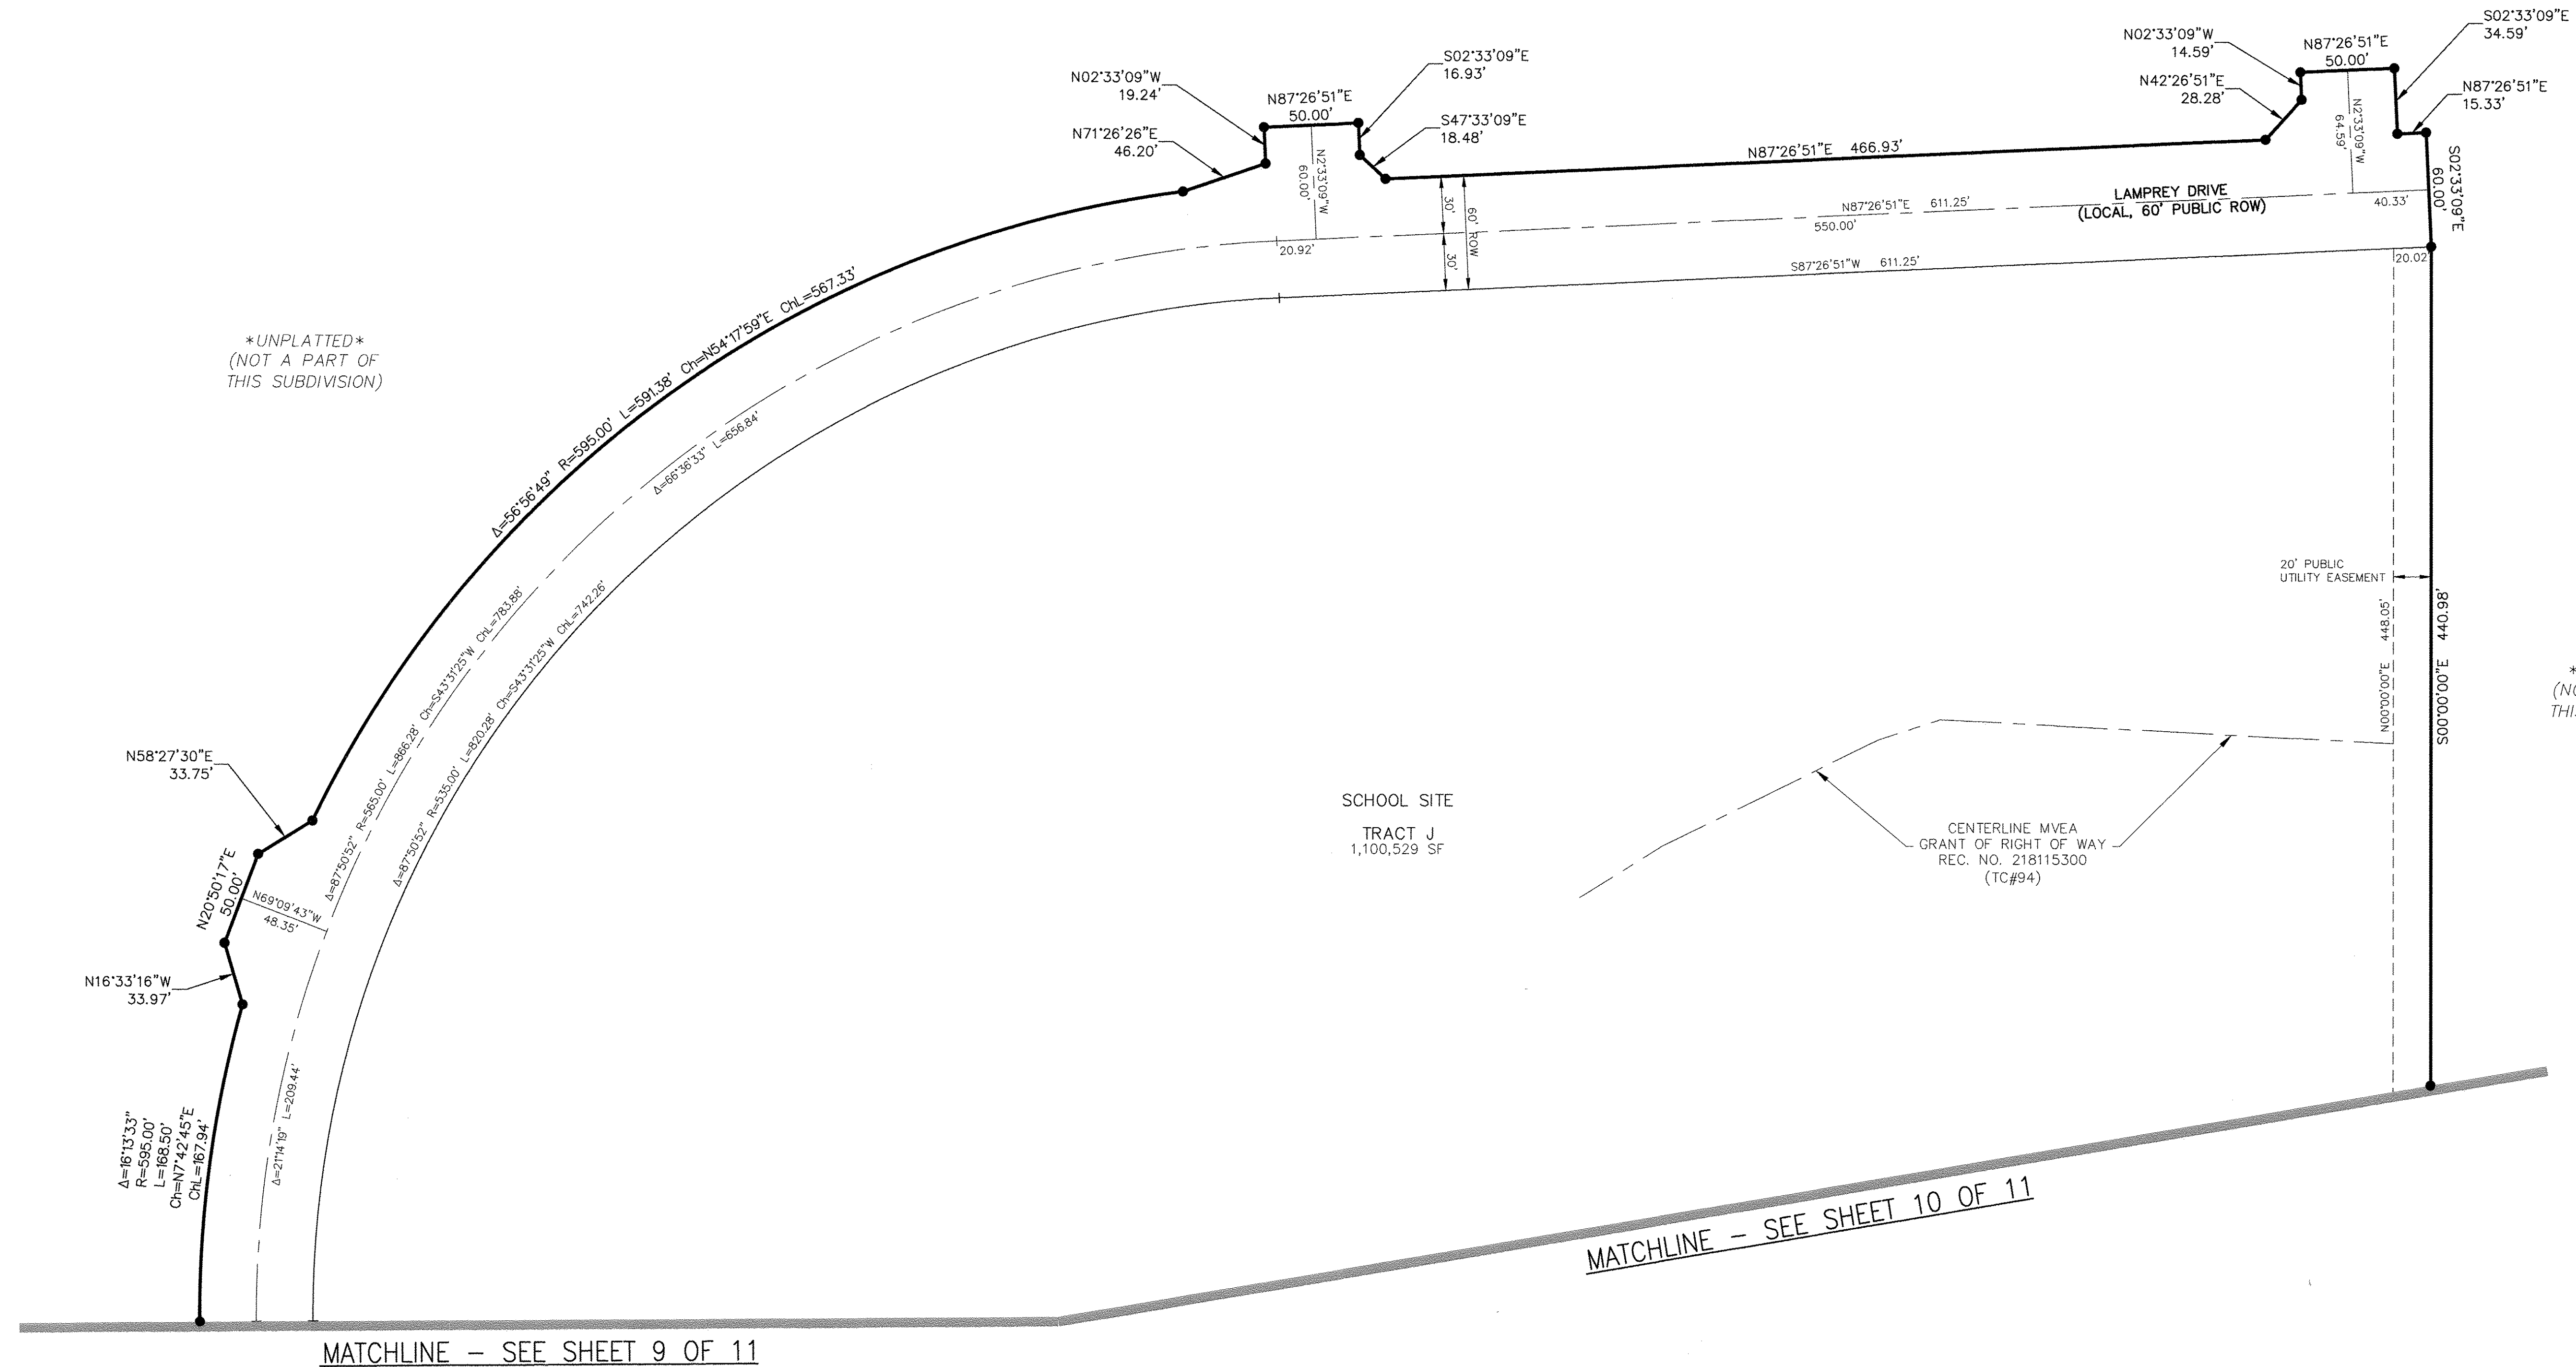 S02°33'09"E
34.59'
N02°33'09"W
14.59'
N87°26'51"E
50.00'
N42°26'51"E
28.28'
N87°26'51"E
15.33'
N2°33'09"W
64.59'
S02°33'09"E
60.00'
S02°33'09"E
16.93'
N02°33'09"W
19.24'
N87°26'51"E
50.00'
S47°33'09"E
18.48'
N71°26'26"E
46.20'
N2°33'09"W
60.00'
N87°26'51"E 466.93'
LAMPREY DRIVE
(LOCAL, 60' PUBLIC ROW)
N87°26'51"E 611.25'
550.00'
40.33'
20.92'
30'
30'
60' ROW
S87°26'51"W 611.25'
20.02'
*UNPLATTED*
(NOT A PART OF
THIS SUBDIVISION)
Δ=56°56'49" R=595.00' L=591.38' Ch=N54°17'59"E ChL=567.33'
Δ=66°36'33" L=656.84'
Δ=87°50'52" R=565.00' L=866.28' Ch=S43°31'25"W ChL=783.88'
Δ=87°50'52" R=535.00' L=820.28' Ch=S43°31'25"W ChL=742.26'
20' PUBLIC
UTILITY EASEMENT
N00°00'00"E 448.05'
S00°00'00"E 440.98'
*
(NO
THI
N58°27'30"E
33.75'
N20°50'17"E
50.00'
N69°09'43"W
48.35'
N16°33'16"W
33.97'
SCHOOL SITE
TRACT J
1,100,529 SF
CENTERLINE MVEA
GRANT OF RIGHT OF WAY
REC. NO. 218115300
(TC#94)
Δ=16°13'33"
R=595.00'
L=168.50'
Ch=N7°42'45"E
ChL=167.94'
Δ=21°14'19" L=209.44'
MATCHLINE - SEE SHEET 10 OF 11
MATCHLINE - SEE SHEET 9 OF 11